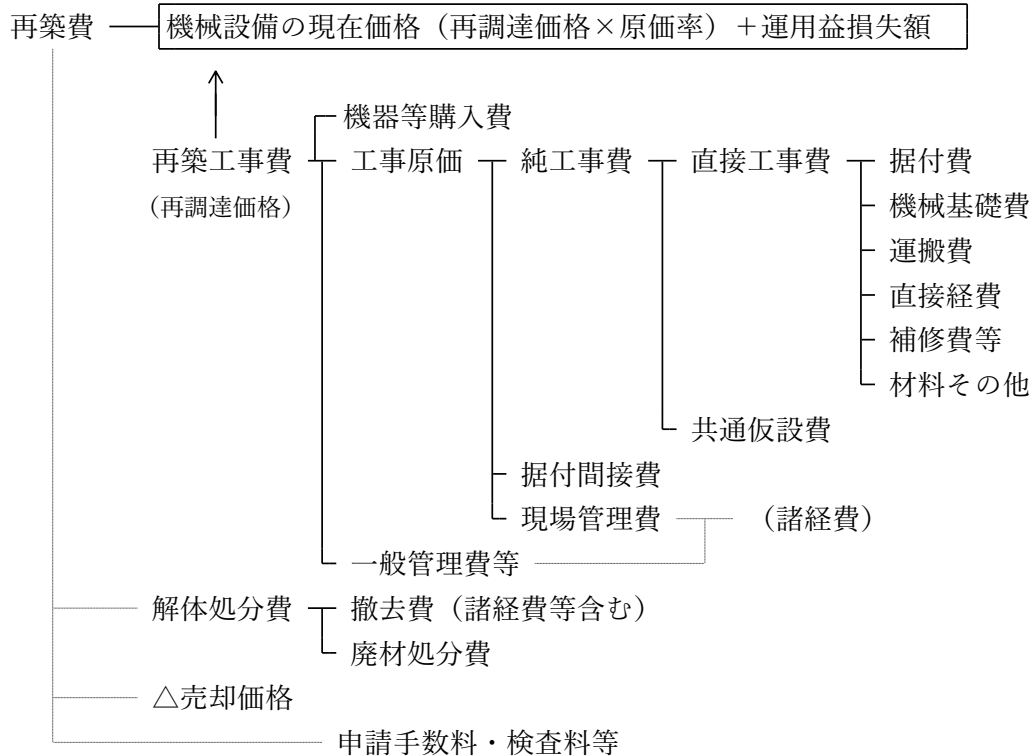 再築費 機械設備の現在価格（再調達価格×原価率）＋運用益損失額
機器等購入費
再築工事費 工事原価 純工事費 直接工事費 据付費
（再調達価格） 機械基礎費
運搬費
直接経費
補修費等
材料その他
共通仮設費
据付間接費
現場管理費 （諸経費）
一般管理費等
解体処分費 撤去費（諸経費等含む）
廃材処分費
△売却価格
申請手数料・検査料等